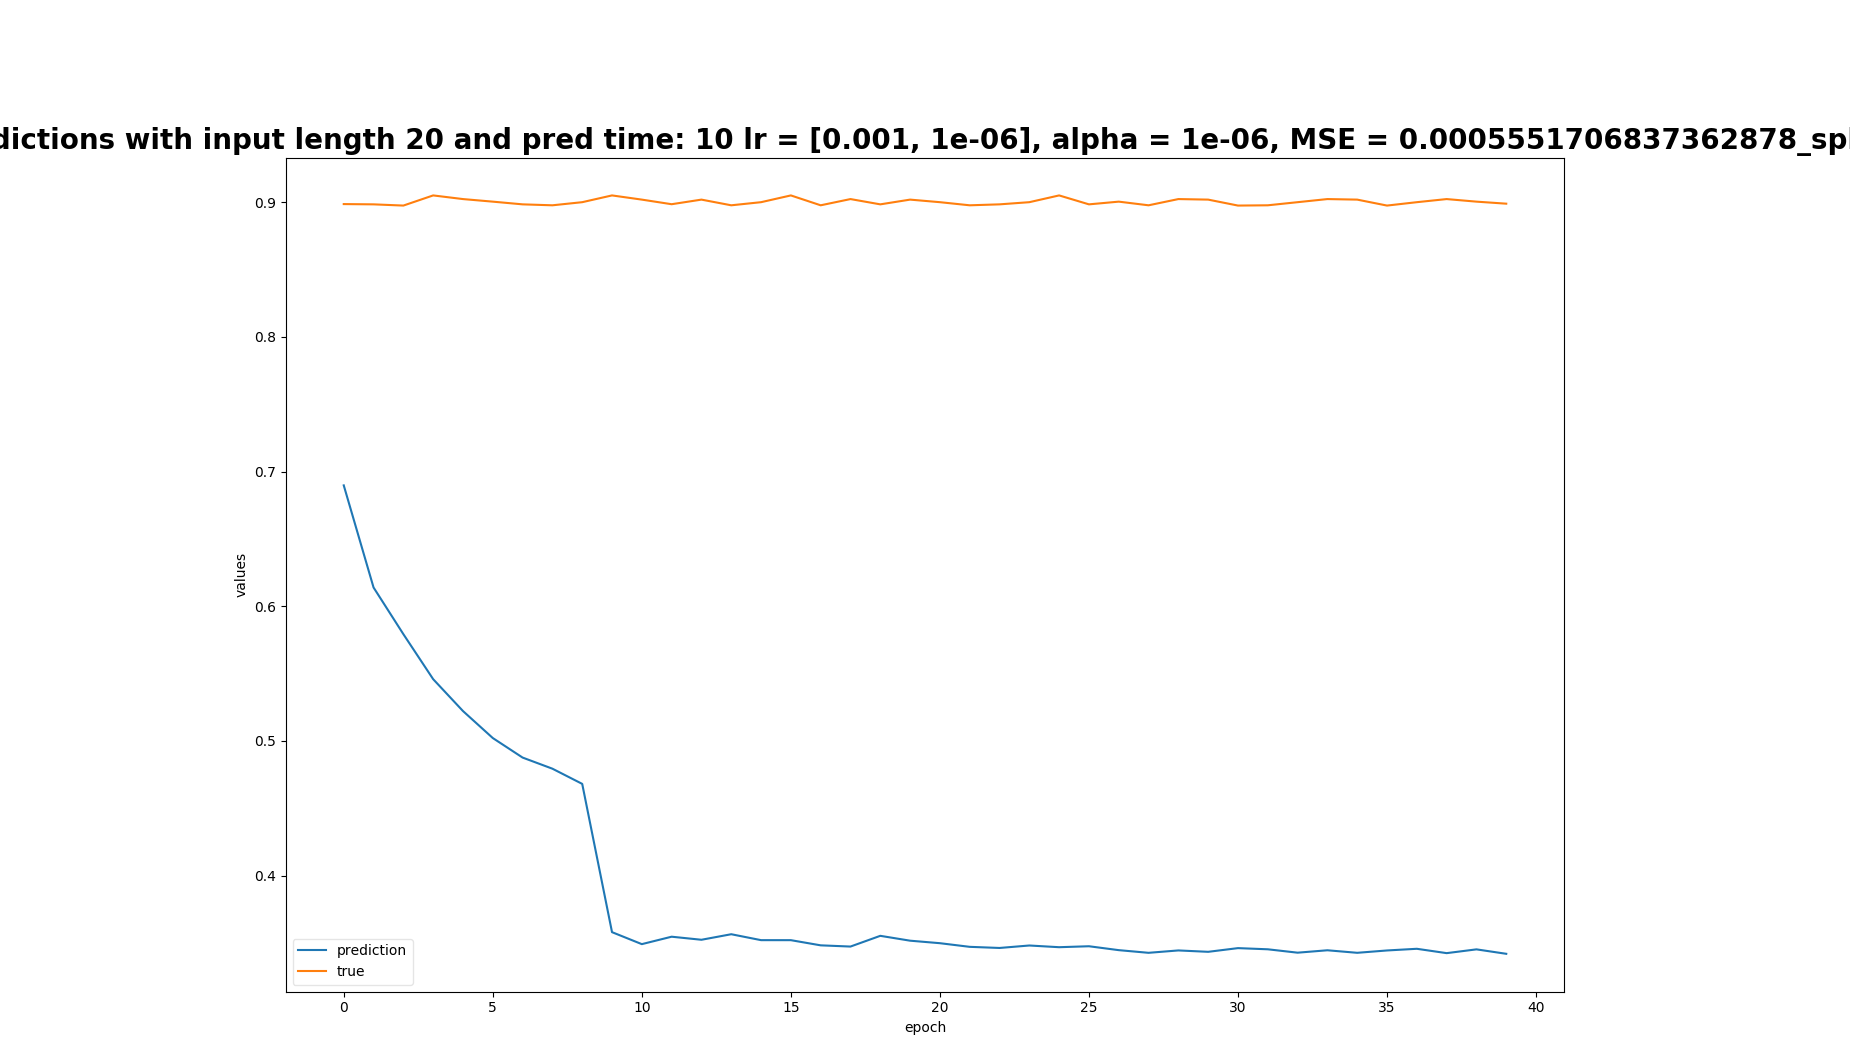 with input length 20 and pred time: 10 lr = [0.001, 1e-06], alpha = 1e-06, MSE = 0.0005551706837362878_
0.9
0.8
0.7
0.6
0.5
0.4
values
prediction
true
0 5 10 15 20 25 30 35 40
epoch